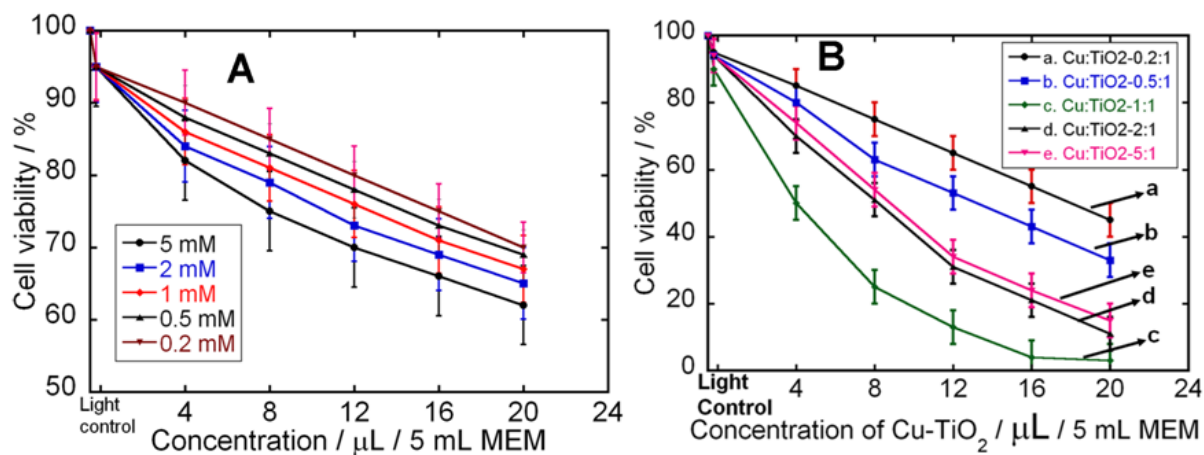 A
Cell viability / %
100
90
80
70
60
50
5 mM
2 mM
1 mM
0.5 mM
0.2 mM
Light
control
4 8 12 16 20 24
Concentration / μL / 5 mL MEM
B
Cell viability / %
100
80
60
40
20
0
a. Cu:TiO2-0.2:1
b. Cu:TiO2-0.5:1
c. Cu:TiO2-1:1
d. Cu:TiO2-2:1
e. Cu:TiO2-5:1
a
b
e
d
c
Light
Control
4 8 12 16 20 24
Concentration of Cu-TiO₂ / μL / 5 mL MEM